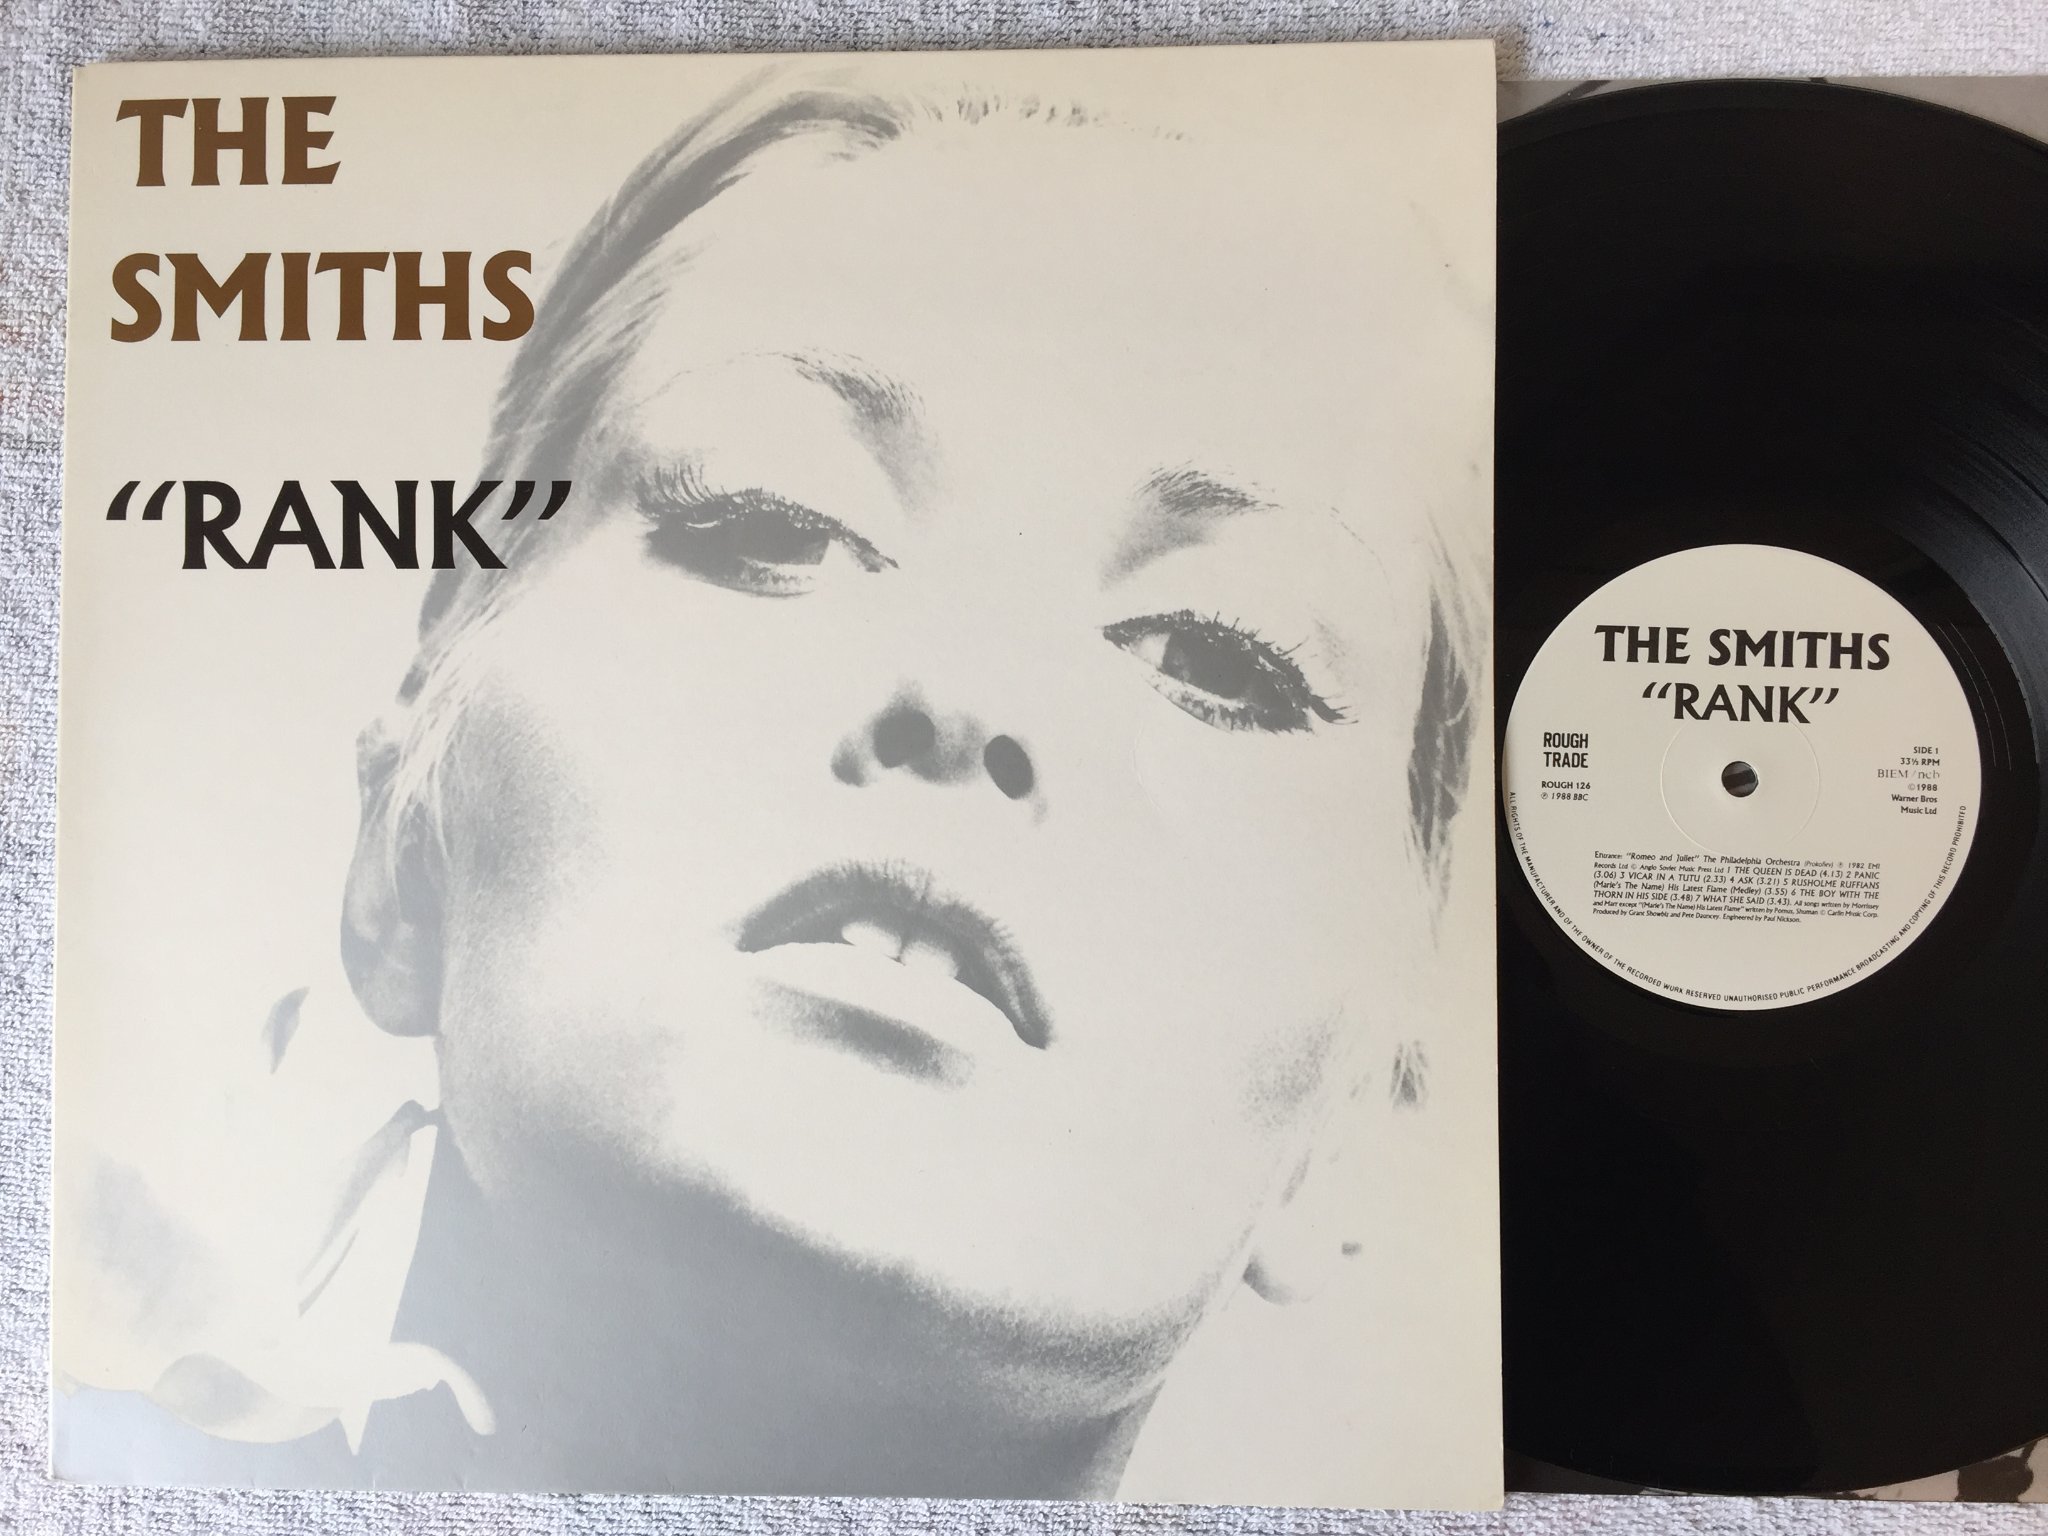 THE
SMITHS
“RANK”
THE SMITHS
“RANK”
ROUGH
TRADE
ROUGH 126
℗ 1988 BBC
SIDE 1
33⅓ RPM
BIEM / ncb
©1988
Warner Bros
Music Ltd
Entrance: “Romeo and Juliet” The Philadelphia Orchestra (Prokofiev) ℗ 1982 EMI
Records Ltd © Anglo Soviet Music Press Ltd 1 THE QUEEN IS DEAD (4.13) 2 PANIC
(3.06) 3 VICAR IN A TUTU (2.33) 4 ASK (3.21) 5 RUSHOLME RUFFIANS
(Marie's The Name) His Latest Flame (Medley) (3.55) 6 THE BOY WITH THE
THORN IN HIS SIDE (3.48) 7 WHAT SHE SAID (3.43). All songs written by Morrissey
and Marr except “(Marie's The Name) His Latest Flame” written by Pomus, Shuman © Carlin Music Corp.
Produced by Grant Showbiz and Pete Dauncey. Engineered by Paul Nickson.
ALL RIGHTS OF THE MANUFACTURER AND OF THE OWNER OF THE RECORDED WORK RESERVED UNAUTHORISED PUBLIC PERFORMANCE BROADCASTING AND COPYING OF THIS RECORD PROHIBITED